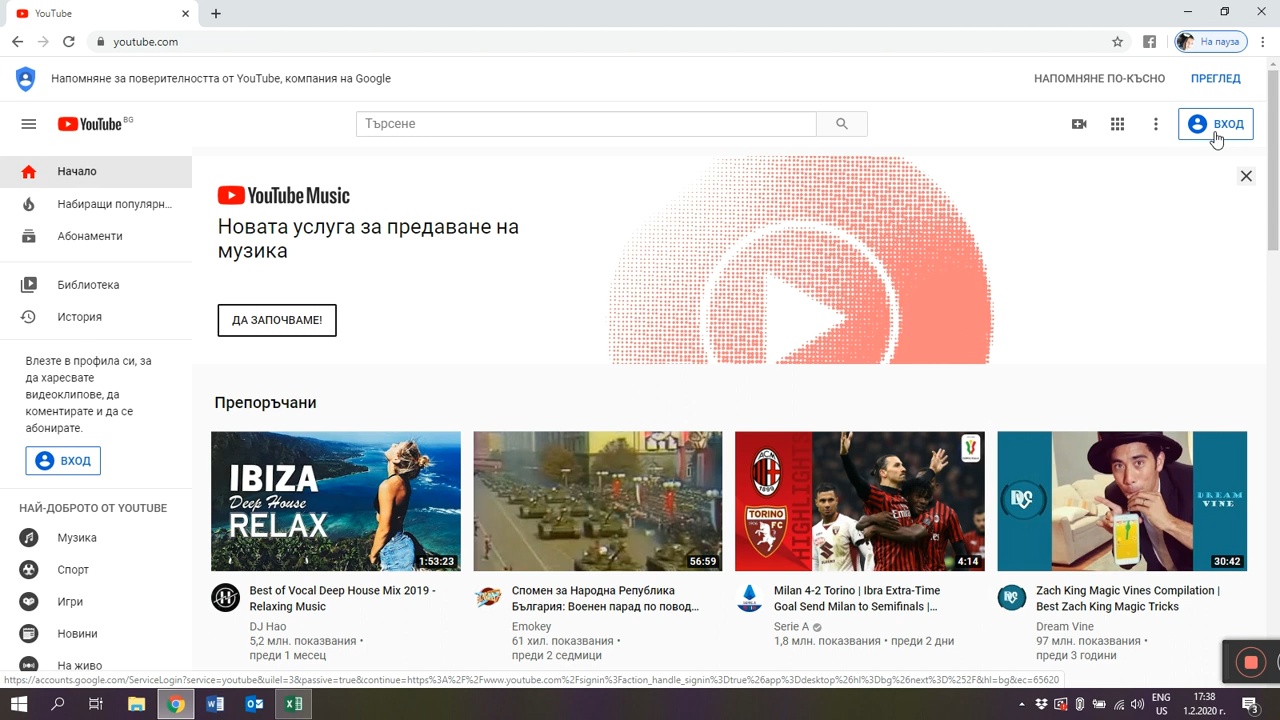 YouTube
youtube.com
На пауза
Напомняне за поверителността от YouTube, компания на Google
НАПОМНЯНЕ ПО-КЪСНО
ПРЕГЛЕД
YouTube BG
Търсене
ВХОД
Начало
Набиращи популярн...
Абонаменти
Библиотека
История
Влезте в профила си, за
да харесвате
видеоклипове, да
коментирате и да се
абонирате.
ВХОД
НАЙ-ДОБРОТО ОТ YOUTUBE
Музика
Спорт
Игри
Новини
На живо
YouTube Music
Новата услуга за предаване на
музика
ДА ЗАПОЧВАМЕ!
Препоръчани
IBIZA
Deep House
RELAX
1:53:23
Best of Vocal Deep House Mix 2019 -
Relaxing Music
DJ Hao
5,2 млн. показвания •
преди 1 месец
56:59
Спомен за Народна Република
България: Военен парад по повод...
Emokey
61 хил. показвания •
преди 2 седмици
ACM
1899
TORINO
FC
HIGHLIGHTS
4:14
Milan 4-2 Torino | Ibra Extra-Time
Goal Send Milan to Semifinals |...
Serie A
1,8 млн. показвания • преди 2 дни
DREAM
VINE
30:42
Zach King Magic Vines Compilation |
Best Zach King Magic Tricks
Dream Vine
97 млн. показвания •
преди 3 години
https://accounts.google.com/ServiceLogin?service=youtube&uilel=3&passive=true&continue=https%3A%2F%2Fwww.youtube.com%2Fsignin%3Faction_handle_signin%3Dtrue%26app%3Ddesktop%26hl%3Dbg%26next%3D%252F&hl=bg&ec=65620
ENG
US
17:38
1.2.2020 г.
3